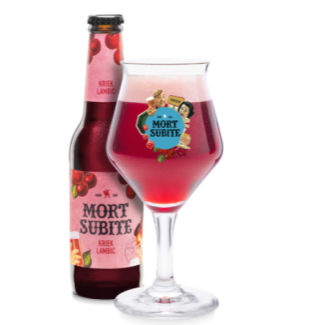 KRIEK
LAMBIC
MORT
SUBITE
KRIEK
LAMBIC
MORT
SUBITE